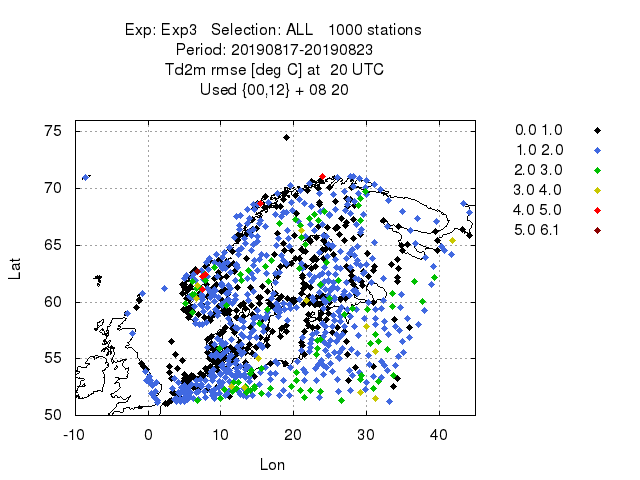 Exp: Exp3   Selection: ALL   1000 stations
Period: 20190817-20190823
Td2m rmse [deg C] at  20 UTC
Used {00,12} + 08 20
0.0 1.0
1.0 2.0
2.0 3.0
3.0 4.0
4.0 5.0
5.0 6.1
Lat
75
70
65
60
55
50
-10 0 10 20 30 40
Lon